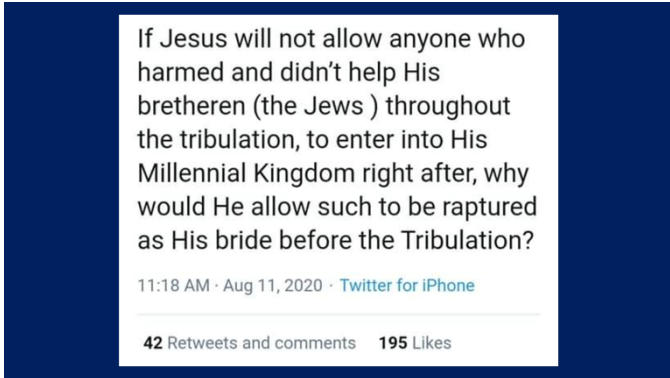 If Jesus will not allow anyone who
harmed and didn't help His
bretheren (the Jews ) throughout
the tribulation, to enter into His
Millennial Kingdom right after, why
would He allow such to be raptured
as His bride before the Tribulation?
11:18 AM · Aug 11, 2020 · Twitter for iPhone
42 Retweets and comments 195 Likes